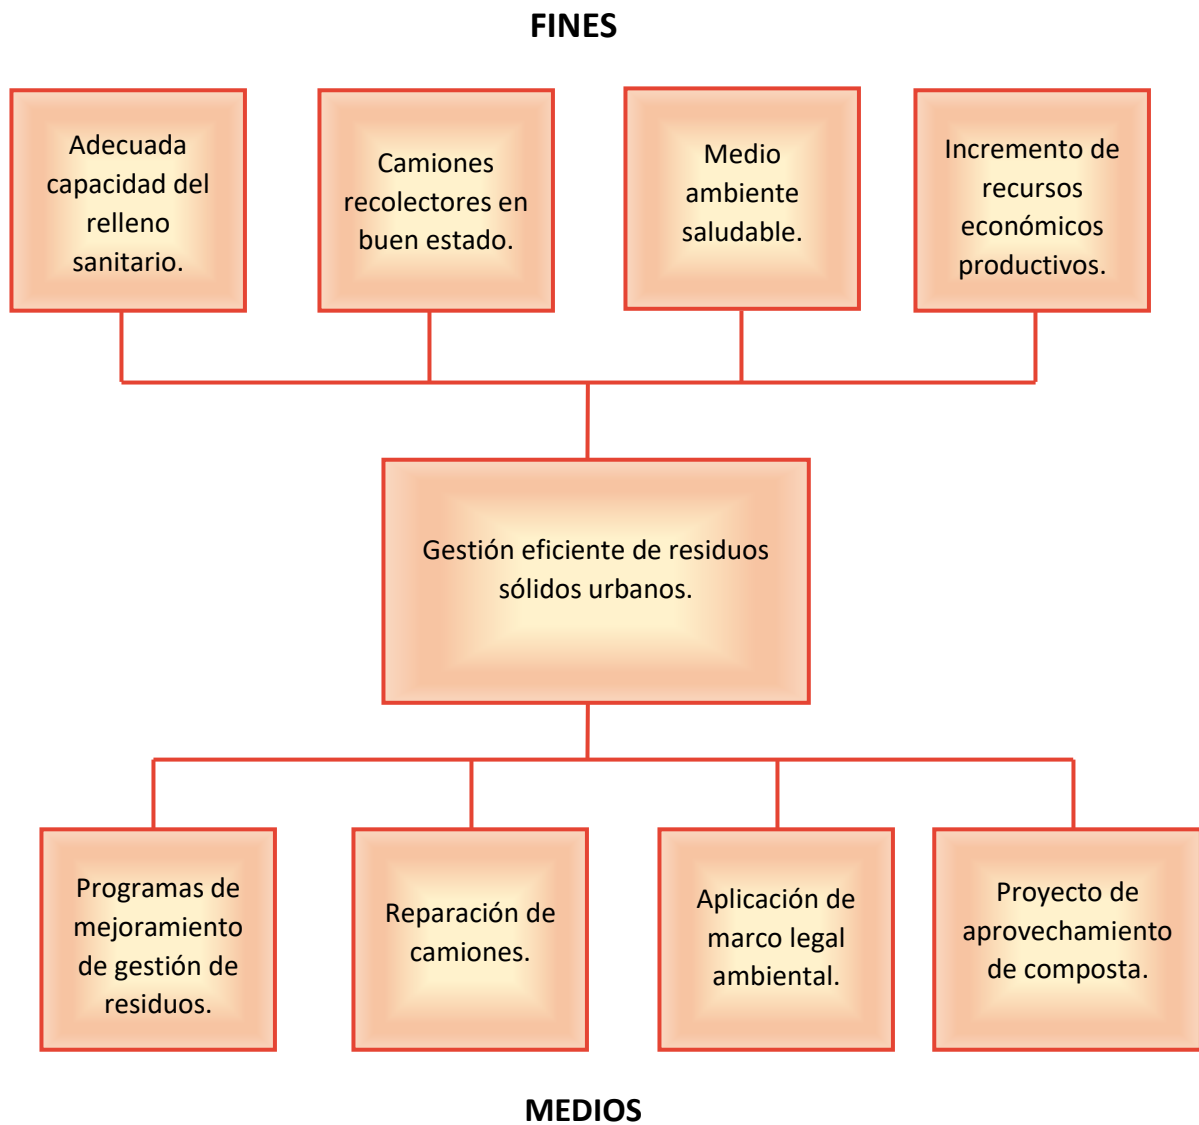 FINES
Adecuada
capacidad del
relleno
sanitario.
Camiones
recolectores en
buen estado.
Medio
ambiente
saludable.
Incremento de
recursos
económicos
productivos.
Gestión eficiente de residuos
sólidos urbanos.
Programas de
mejoramiento
de gestión de
residuos.
Reparación de
camiones.
Aplicación de
marco legal
ambiental.
Proyecto de
aprovechamiento
de composta.
MEDIOS